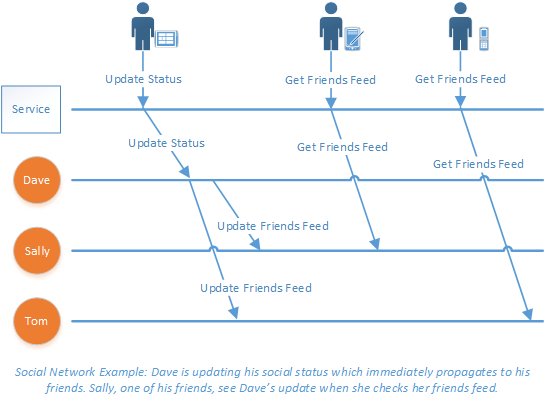 Update Status
Get Friends Feed
Get Friends Feed
Service
Update Status
Get Friends Feed
Get Friends Feed
Dave
Update Friends Feed
Sally
Update Friends Feed
Tom
Social Network Example: Dave is updating his social status which immediately propagates to his
friends. Sally, one of his friends, see Dave’s update when she checks her friends feed.